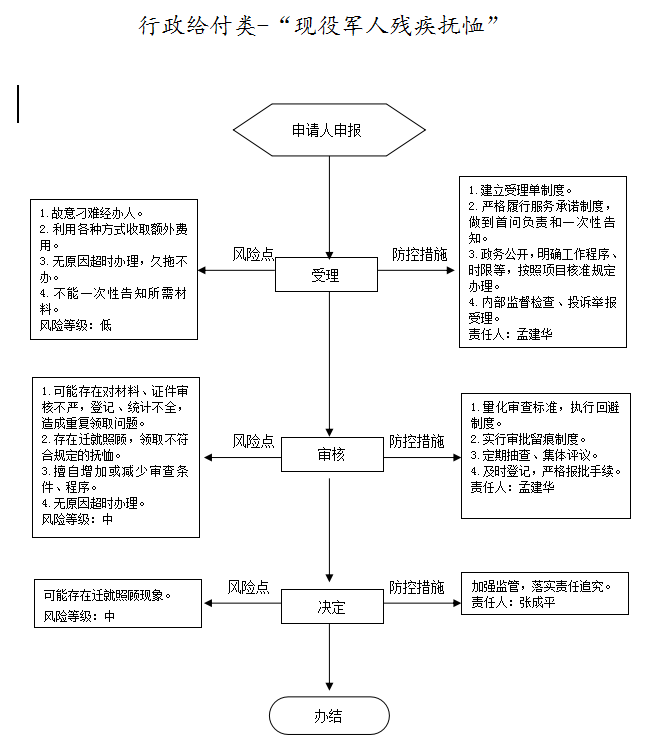 行政给付类-“现役军人残疾抚恤”
申请人申报
1.故意刁难经办人。
2.利用各种方式收取额外费
用。
3.无原因超时办理，久拖不
办。
4.不能一次性告知所需材
料。
风险等级：低
风险点
受理
防控措施
1.建立受理单制度。
2.严格履行服务承诺制度，
做到首问负责和一次性告
知。
3.政务公开，明确工作程序、
时限等，按照项目核准规定
办理。
4.内部监督检查、投诉举报
受理。
责任人：孟建华
1.可能存在对材料、证件审
核不严，登记、统计不全，
造成重复领取问题。
2.存在迁就照顾，领取不符
合规定的抚恤。
3.擅自增加或减少审查条
件、程序。
4.无原因超时办理。
风险等级：中
风险点
审核
防控措施
1.量化审查标准，执行回避
制度。
2.实行审批留痕制度。
3.定期抽查、集体评议。
4.及时登记，严格报批手续。
责任人：孟建华
可能存在迁就照顾现象。
风险等级：中
风险点
决定
防控措施
加强监管，落实责任追究。
责任人：张成平
办结